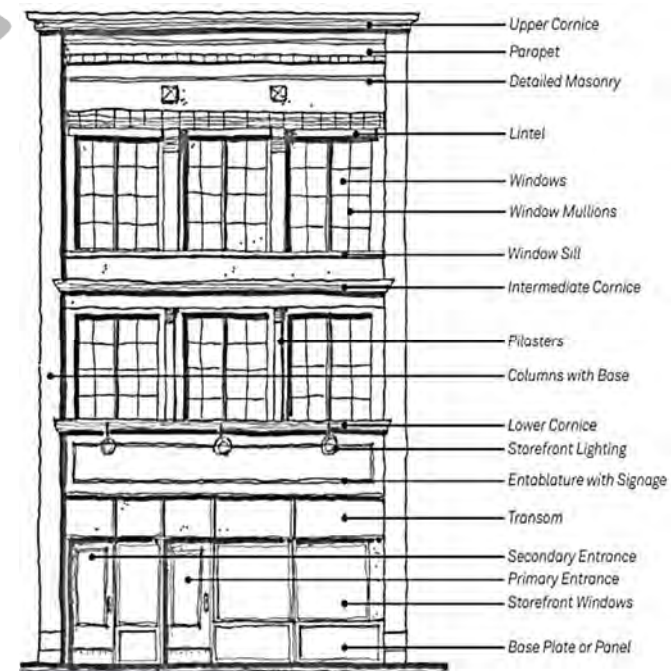 Upper Cornice
Parapet
Detailed Masonry
Lintel
Windows
Window Mullions
Window Sill
Intermediate Cornice
Pilasters
Columns with Base
Lower Cornice
Storefront Lighting
Entablature with Signage
Transom
Secondary Entrance
Primary Entrance
Storefront Windows
Base Plate or Panel